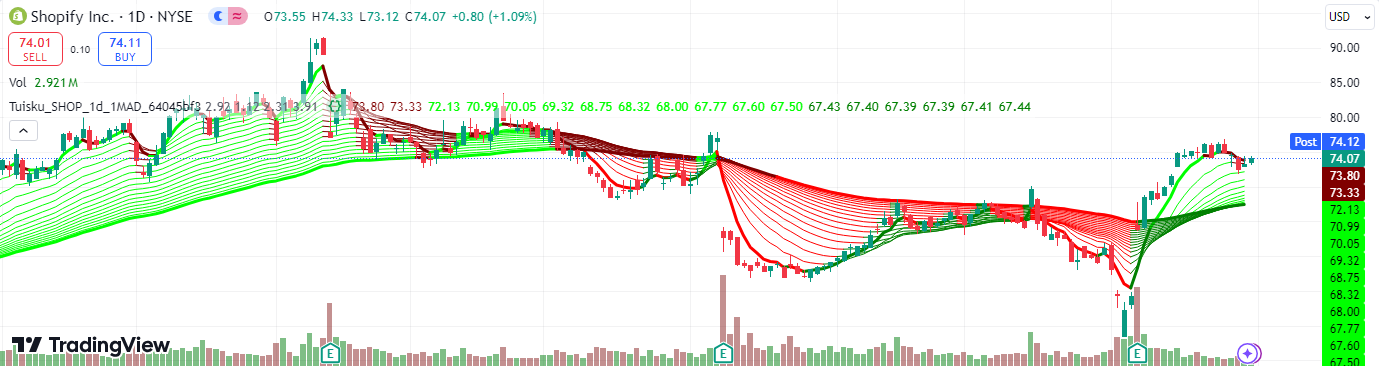 Shopify Inc. · 1D · NYSE O73.55 H74.33 L73.12 C74.07 +0.80 (+1.09%)
USD
74.01
SELL
0.10
74.11
BUY
Vol 2.921M
Tuisku_SHOP_1d_1MAD_64045bf3 2.92 1.12 2.31 3.91 {} 73.80 73.33 72.13 70.99 70.05 69.32 68.75 68.32 68.00 67.77 67.60 67.50 67.43 67.40 67.39 67.39 67.41 67.44
90.00
85.00
80.00
Post 74.12
74.07
73.80
73.33
72.13
70.99
70.05
69.32
68.75
68.32
68.00
67.77
67.60
67.50
TradingView
E
E
E